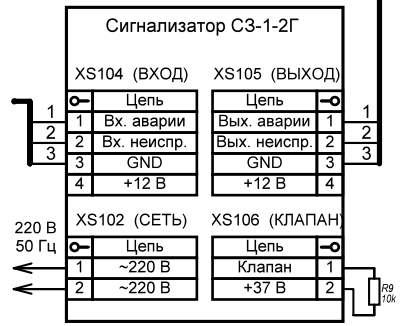 Сигнализатор СЗ-1-2Г
XS104 (ВХОД)
Цепь
1 1 Вх. аварии
2 2 Вх. неиспр.
3 3 GND
4 +12 В
XS105 (ВЫХОД)
Цепь
Вых. аварии 1 1
Вых. неиспр. 2 2
GND 3 3
+12 В 4
220 В
50 Гц
XS102 (СЕТЬ)
Цепь
1 ~220 В
2 ~220 В
XS106 (КЛАПАН)
Цепь
Клапан 1
+37 В 2
R9
10k